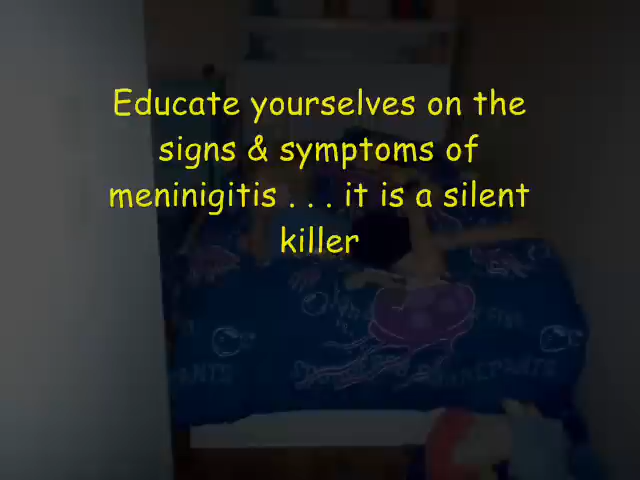 Educate yourselves on the
signs & symptoms of
meninigitis . . . it is a silent
killer